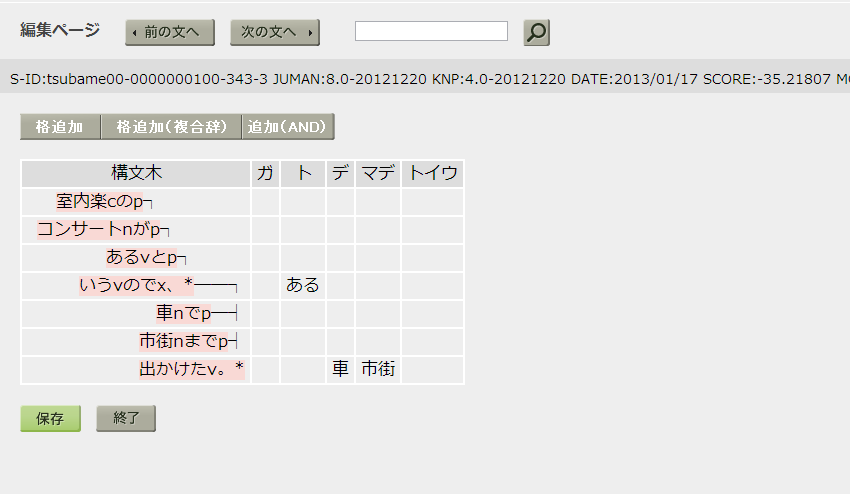 編集ページ 前の文へ 次の文へ
S-ID:tsubame00-0000000100-343-3 JUMAN:8.0-20121220 KNP:4.0-20121220 DATE:2013/01/17 SCORE:-35.21807 MO
格追加 格追加(複合辞) 追加(AND)
構文木 ガ ト デ マデ トイウ
室内楽cのp┐
コンサートnがp┐
あるvとp┐
いうvのでx、*──┐ ある
車nでp─┤
市街nまでp┤
出かけたv。* 車 市街
保存 終了